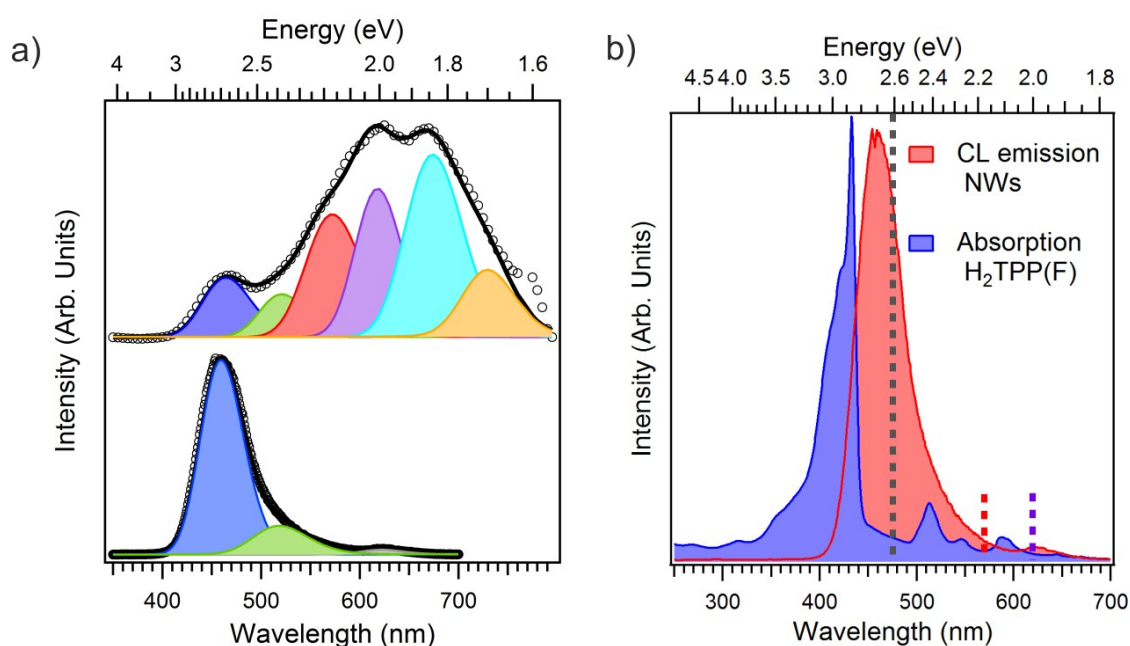 a)
Energy (eV)
4 3 2.5 2.0 1.8 1.6
Intensity (Arb. Units)
400 500 600 700
Wavelength (nm)
b)
Energy (eV)
4.5 4.0 3.5 3.0 2.8 2.6 2.4 2.2 2.0 1.8
Intensity (Arb. Units)
CL emission
NWs
Absorption
H₂TPP(F)
300 400 500 600 700
Wavelength (nm)